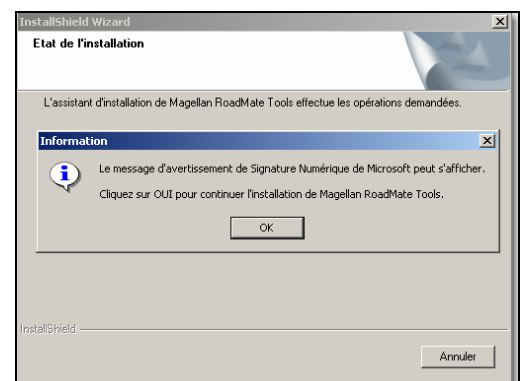 InstallShield Wizard
Etat de l'installation
L'assistant d'installation de Magellan RoadMate Tools effectue les opérations demandées.
Information
Le message d'avertissement de Signature Numérique de Microsoft peut s'afficher.
Cliquez sur OUI pour continuer l'installation de Magellan RoadMate Tools.
OK
InstallShield
Annuler